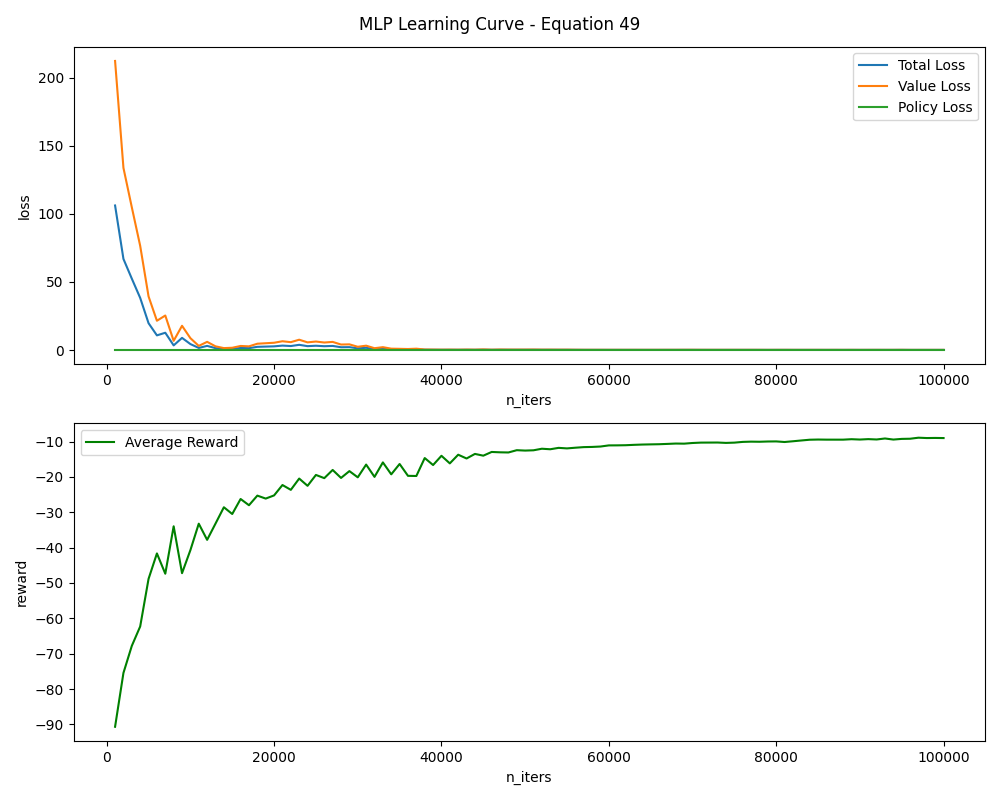 MLP Learning Curve - Equation 49
Total Loss
Value Loss
Policy Loss
200
150
100
50
0
loss
0 20000 40000 60000 80000 100000
n_iters
Average Reward
−10
−20
−30
−40
−50
−60
−70
−80
−90
reward
0 20000 40000 60000 80000 100000
n_iters